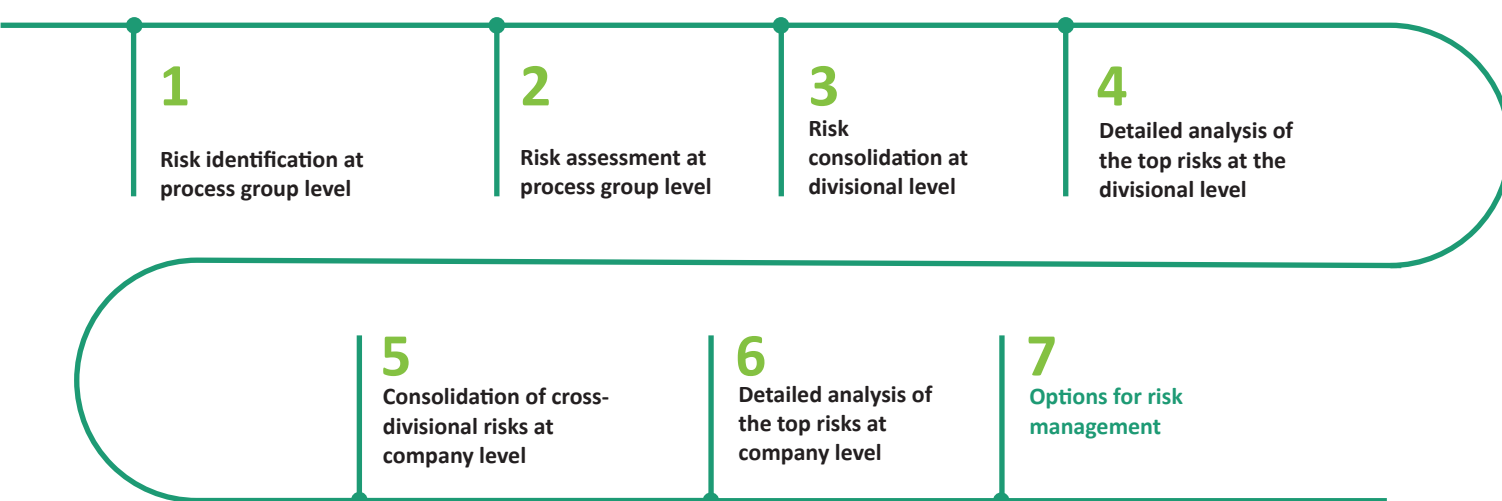 1
Risk identification at
process group level
2
Risk assessment at
process group level
3
Risk
consolidation at
divisional level
4
Detailed analysis of
the top risks at the
divisional level
5
Consolidation of cross-
divisional risks at
company level
6
Detailed analysis of
the top risks at
company level
7
Options for risk
management